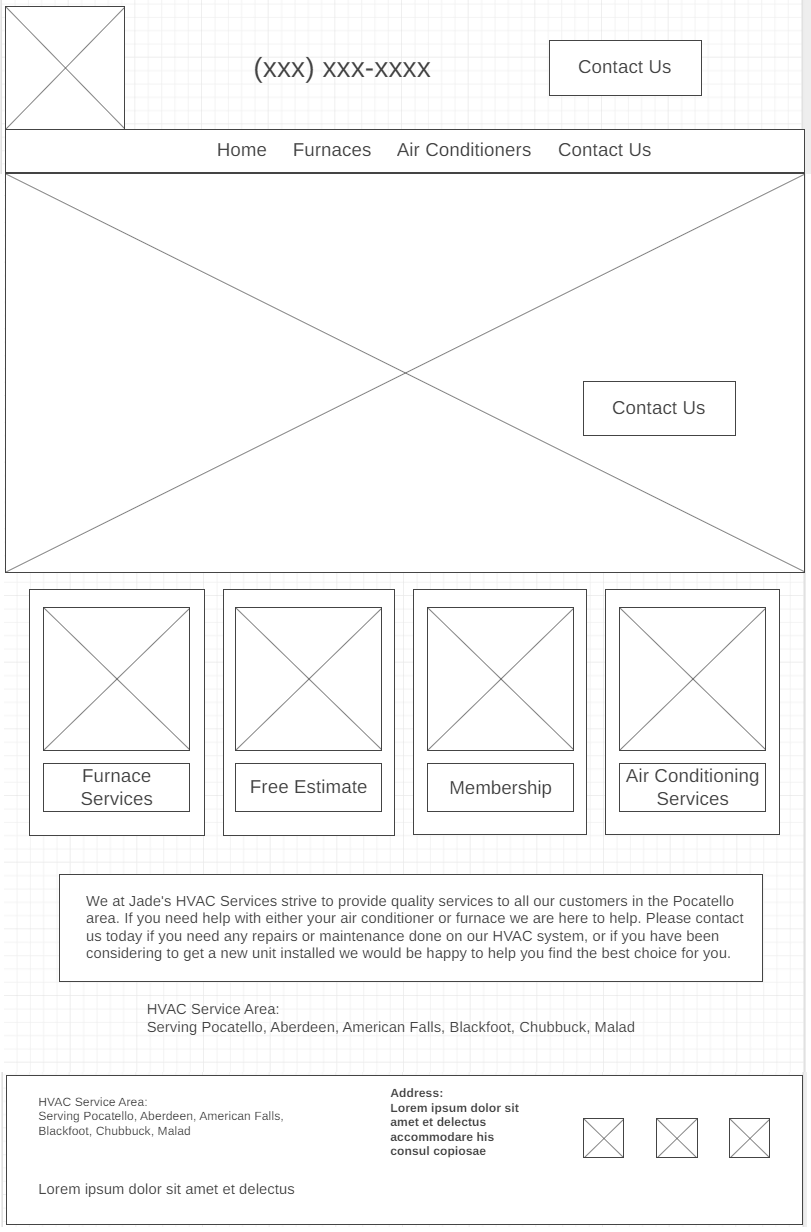 (xxx) xxx-xxxx
Contact Us
Home Furnaces Air Conditioners Contact Us
Contact Us
Furnace
Services
Free Estimate
Membership
Air Conditioning
Services
We at Jade's HVAC Services strive to provide quality services to all our customers in the Pocatello
area. If you need help with either your air conditioner or furnace we are here to help. Please contact
us today if you need any repairs or maintenance done on our HVAC system, or if you have been
considering to get a new unit installed we would be happy to help you find the best choice for you.
HVAC Service Area:
Serving Pocatello, Aberdeen, American Falls, Blackfoot, Chubbuck, Malad
HVAC Service Area:
Serving Pocatello, Aberdeen, American Falls,
Blackfoot, Chubbuck, Malad
Address:
Lorem ipsum dolor sit
amet et delectus
accommodare his
consul copiosae
Lorem ipsum dolor sit amet et delectus